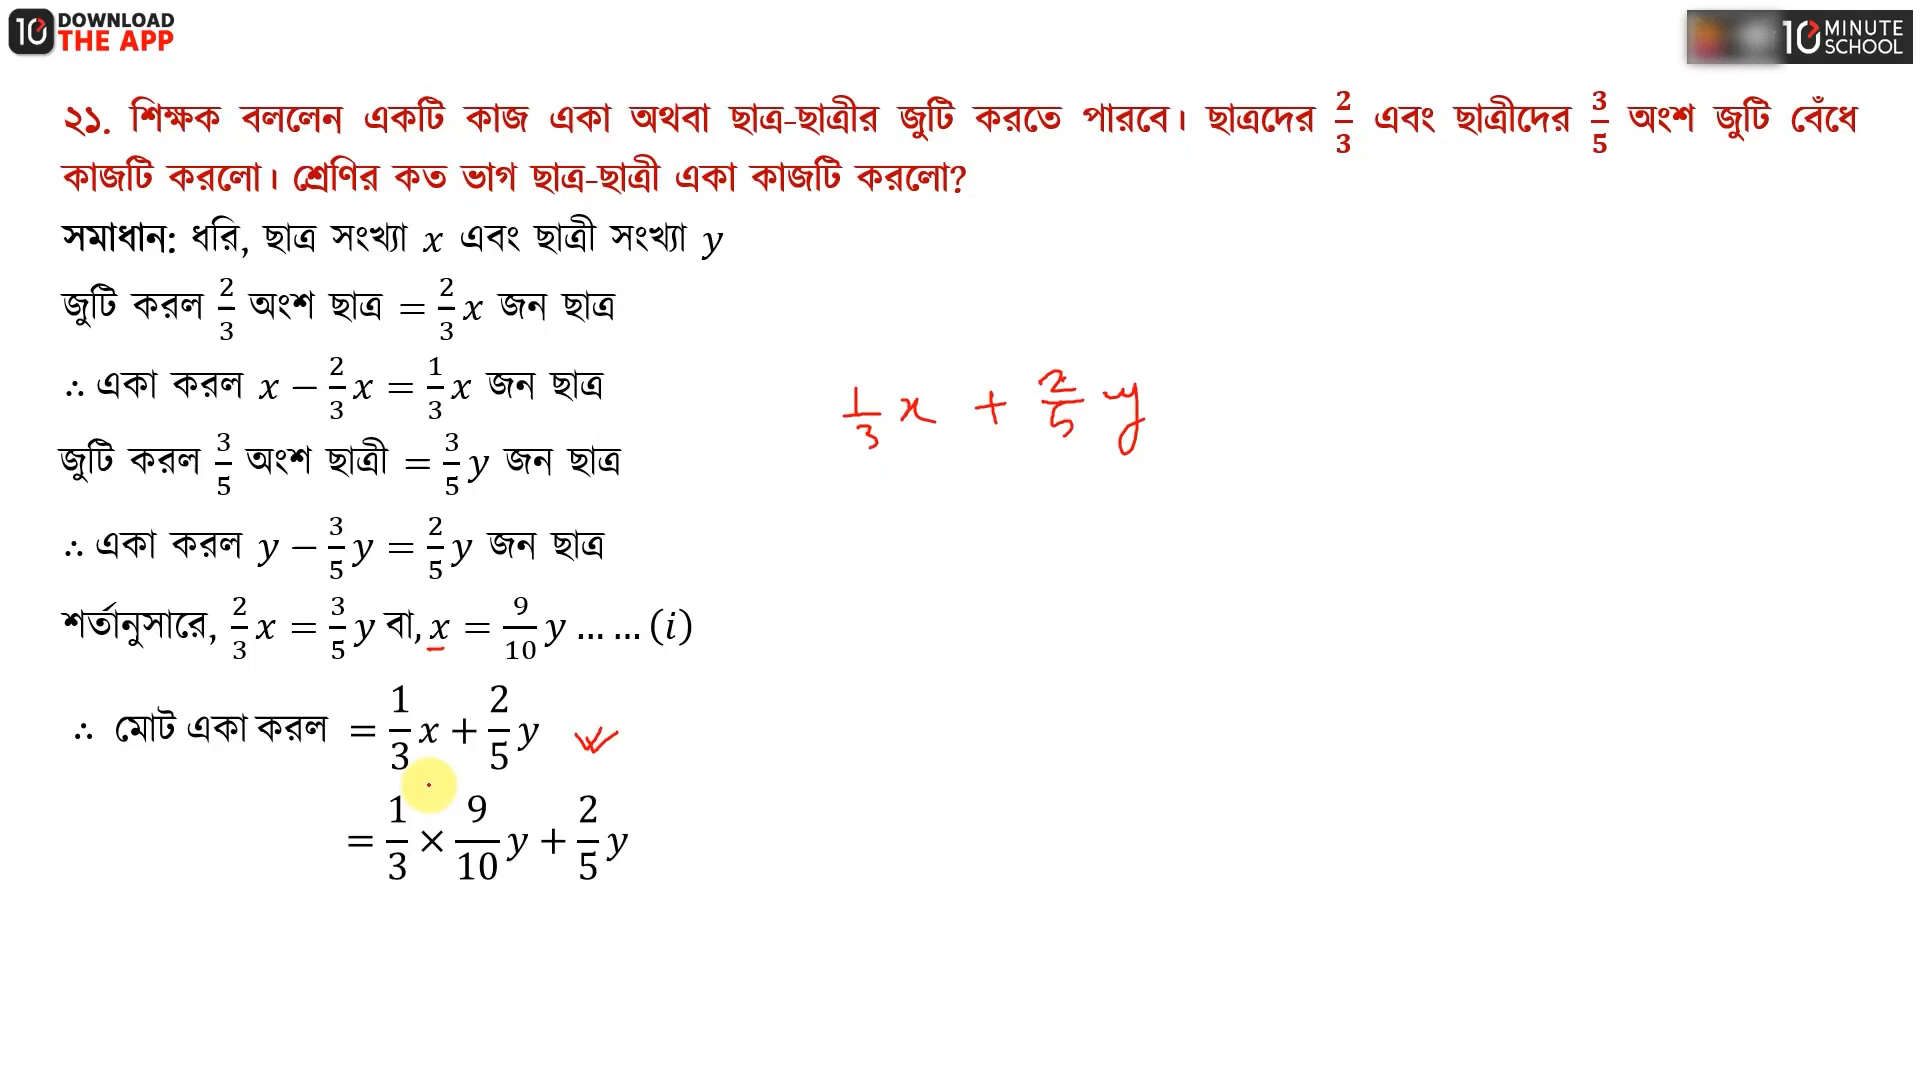 10 DOWNLOAD
THE APP
10 MINUTE
SCHOOL
২১. শিক্ষক বললেন একটি কাজ একা অথবা ছাত্র-ছাত্রীর জুটি করতে পারবে। ছাত্রদের 2/3 এবং ছাত্রীদের 3/5 অংশ জুটি বেঁধে
কাজটি করলো। শ্রেণির কত ভাগ ছাত্র-ছাত্রী একা কাজটি করলো?
সমাধান: ধরি, ছাত্র সংখ্যা x এবং ছাত্রী সংখ্যা y
জুটি করল 2/3 অংশ ছাত্র = 2/3 x জন ছাত্র
∴ একা করল x − 2/3 x = 1/3 x জন ছাত্র
1/3 x + 2/5 y
জুটি করল 3/5 অংশ ছাত্রী = 3/5 y জন ছাত্র
∴ একা করল y − 3/5 y = 2/5 y জন ছাত্র
শর্তানুসারে, 2/3 x = 3/5 y বা, x = 9/10 y … … (i)
∴ মোট একা করল = 1/3 x + 2/5 y
= 1/3 × 9/10 y + 2/5 y